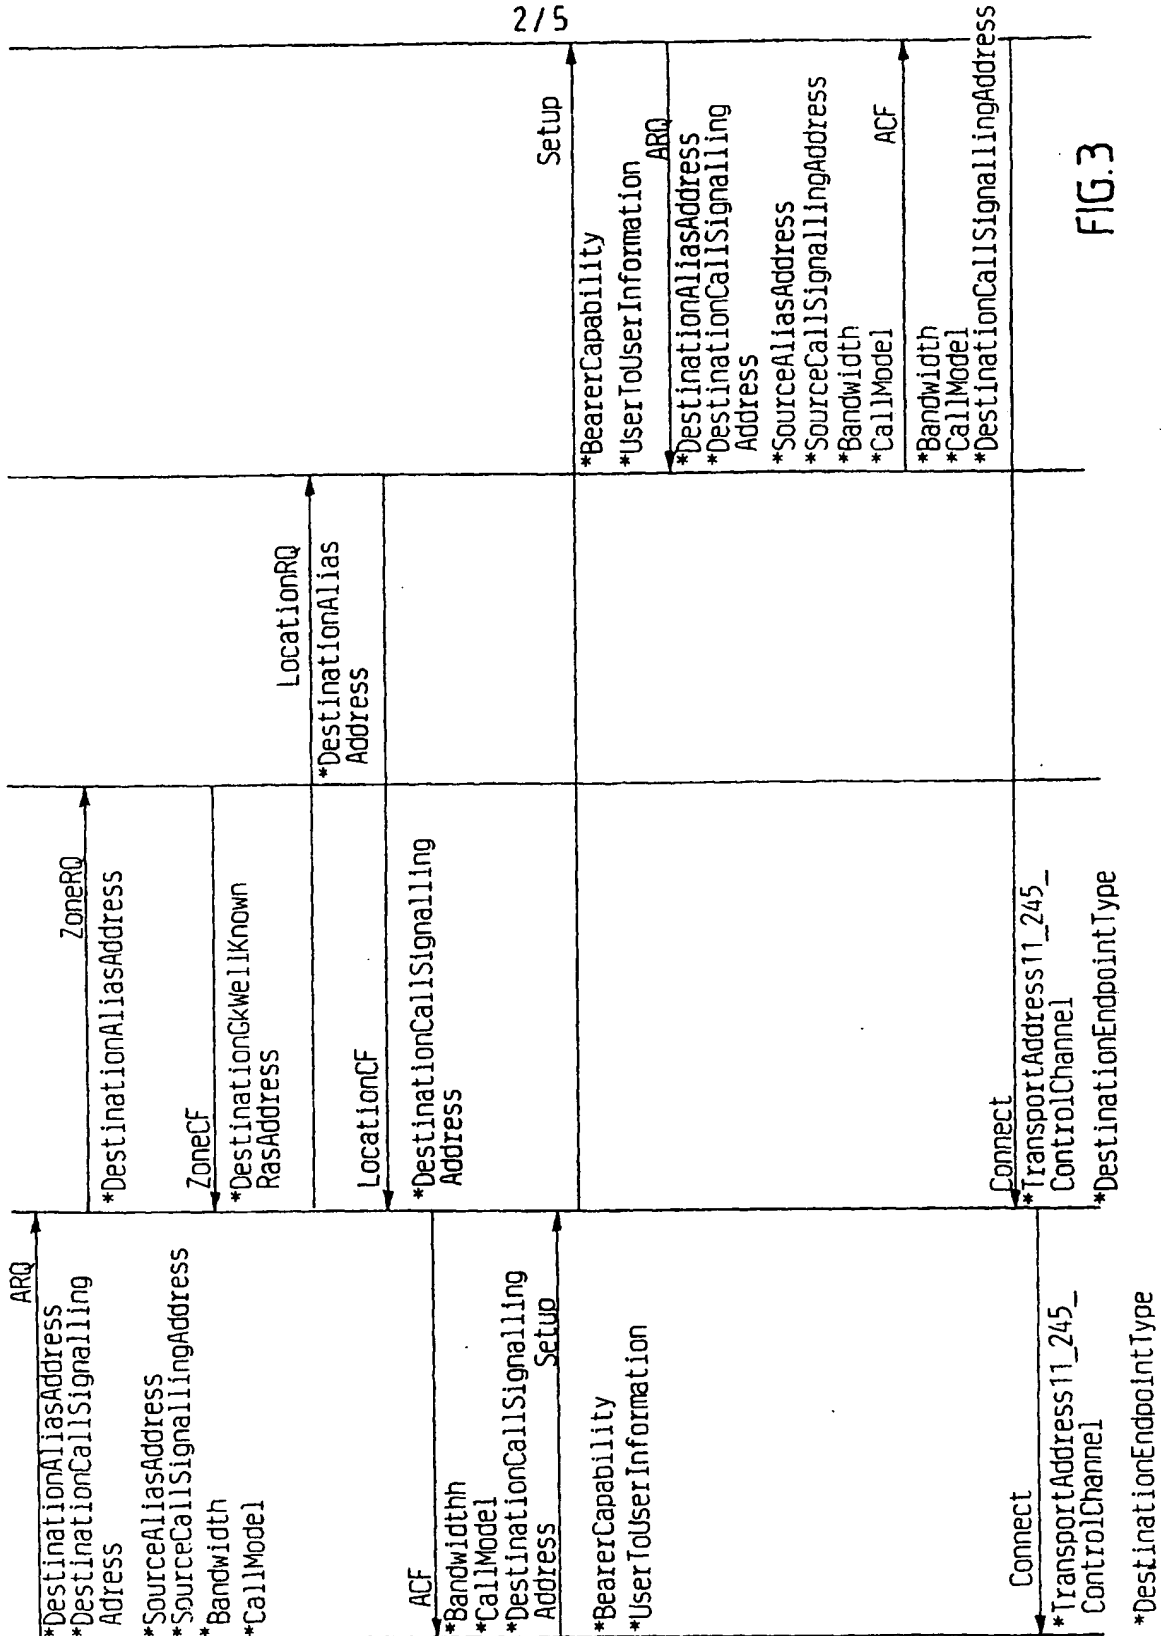 2/5
ARQ
*DestinationAliasAddress
*DestinationCallSignalling
Adress
*SourceAliasAddress
*SourceCallSignallingAddress
*Bandwidth
*CallModel
ZoneRQ
*DestinationAliasAddress
ZoneCF
*DestinationGkWellKnown
RasAddress
LocationRQ
*DestinationAlias
Address
LocationCF
*DestinationCallSignalling
Address
ACF
*Bandwidthh
*CallModel
*DestinationCallSignalling
Address
Setup
*BearerCapability
*UserToUserInformation
Setup
*BearerCapability
*UserToUserInformation
ARQ
*DestinationAliasAddress
*DestinationCallSignalling
Address
*SourceAliasAddress
*SourceCallSignallingAddress
*Bandwidth
*CallModel
ACF
*Bandwidth
*CallModel
*DestinationCallSignallingAddress
Connect
*TransportAddress11_245_
ControlChannel
*DestinationEndpointType
Connect
*TransportAddress11_245_
ControlChannel
*DestinationEndpointType
FIG.3